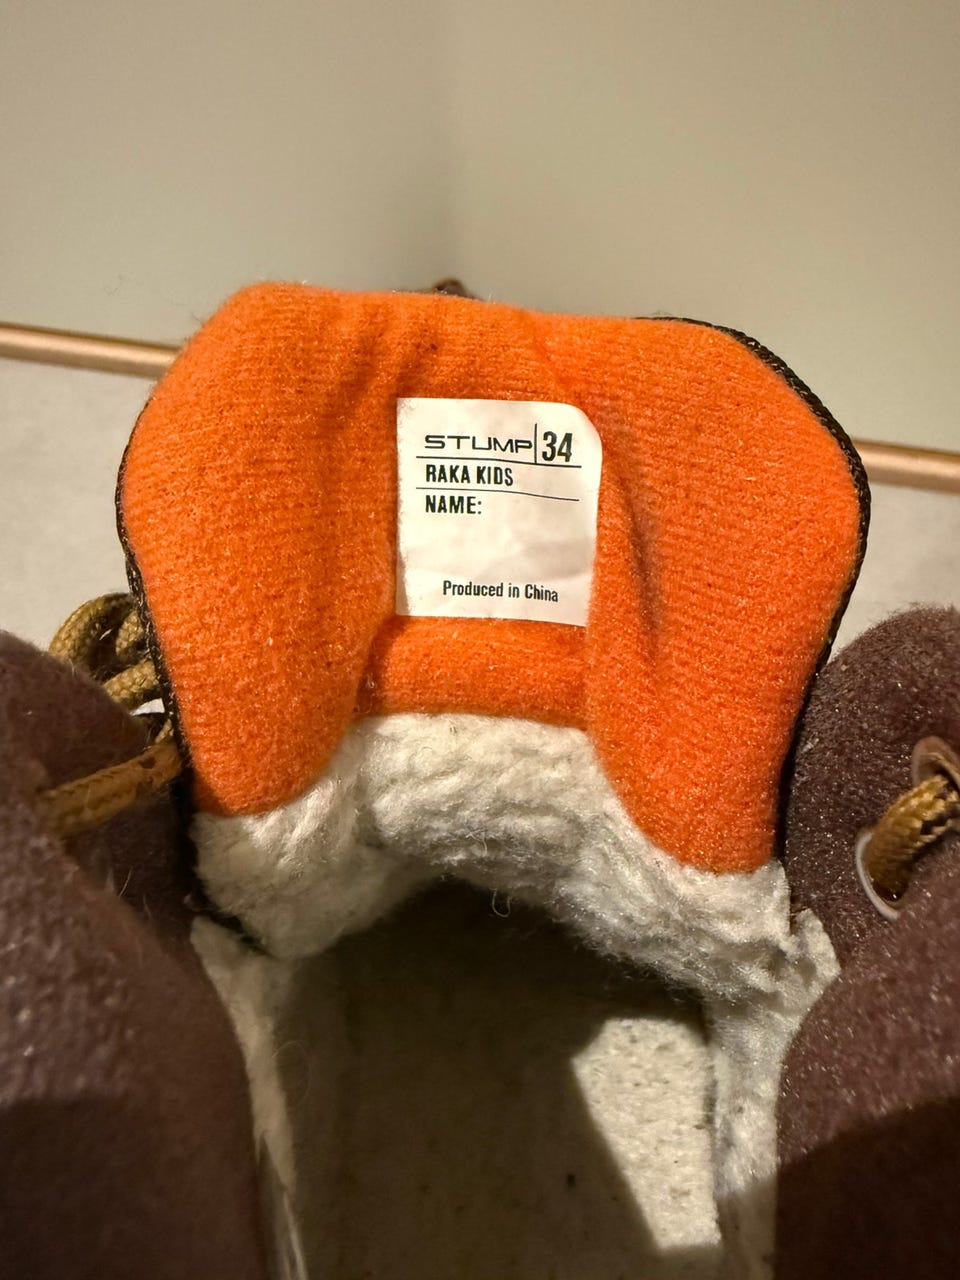 STUMP 34
RAKA KIDS
NAME:
Produced in China